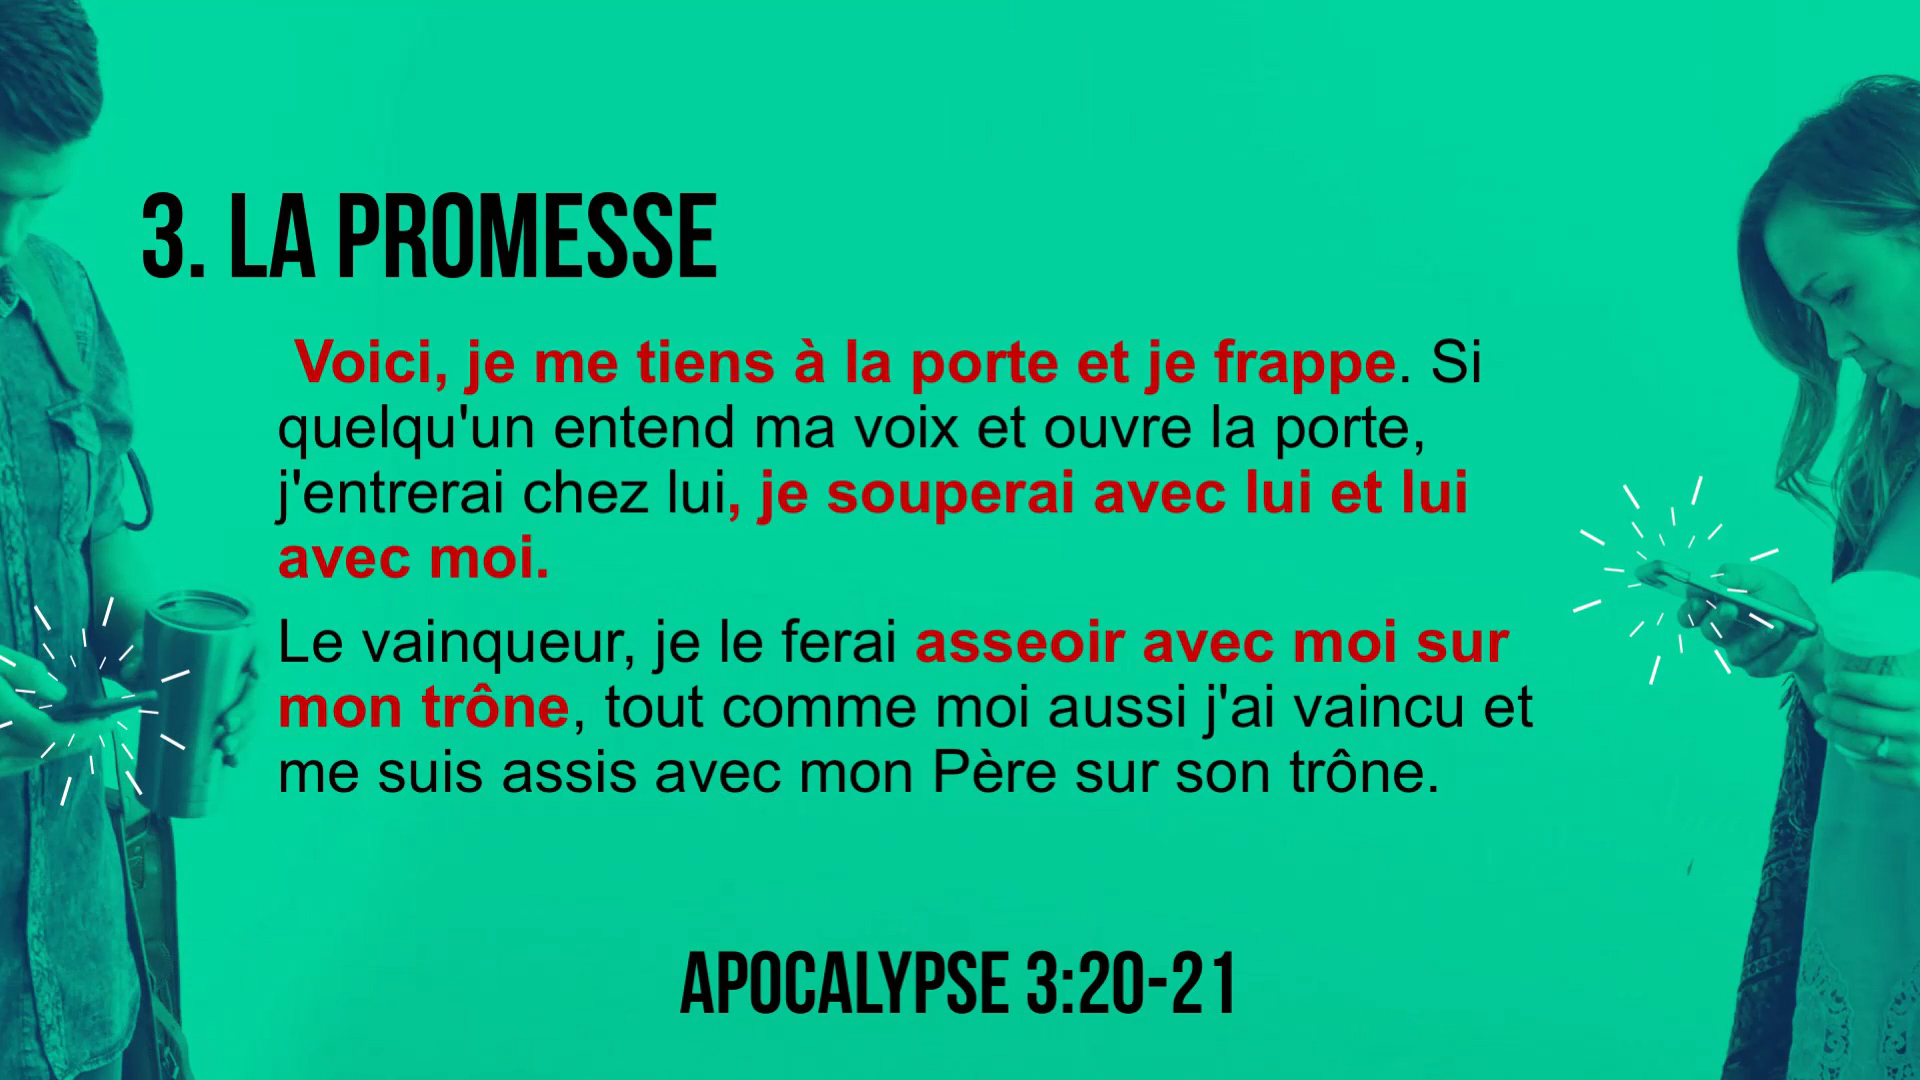 3. LA PROMESSE
Voici, je me tiens à la porte et je frappe. Si
quelqu'un entend ma voix et ouvre la porte,
j'entrerai chez lui, je souperai avec lui et lui
avec moi.
Le vainqueur, je le ferai asseoir avec moi sur
mon trône, tout comme moi aussi j'ai vaincu et
me suis assis avec mon Père sur son trône.
APOCALYPSE 3:20-21